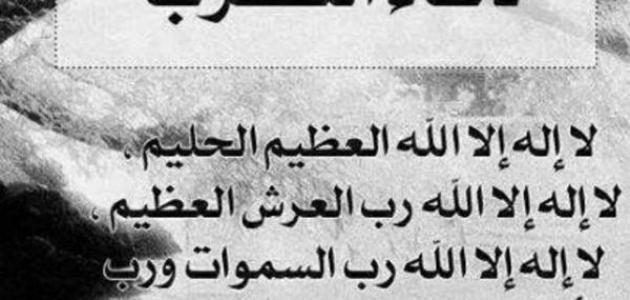 لا إله إلا الله العظيم الحليم ،
لا إله إلا الله رب العرش العظيم ،
لا إله إلا الله رب السموات ورب